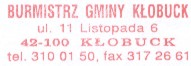 BURMISTRZ GMINY KŁOBUCK
ul. 11 Listopada 6
42-100 KŁOBUCK
tel. 310 01 50, fax 317 26 61